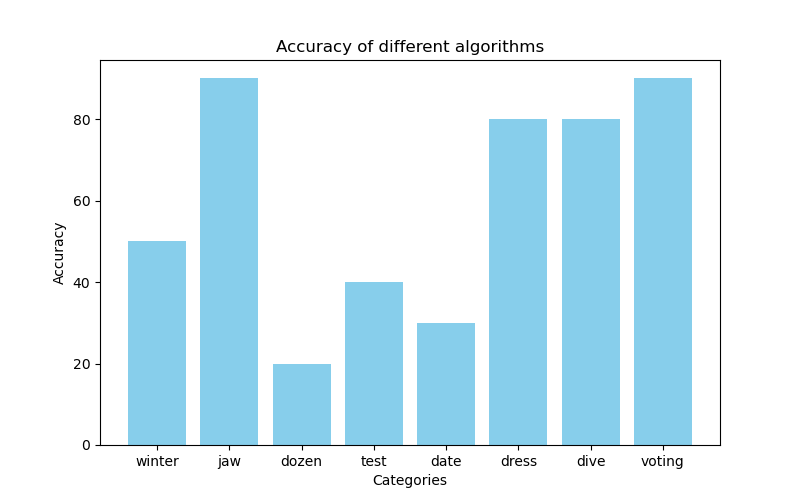 Accuracy of different algorithms
Accuracy
80
60
40
20
0
winter jaw dozen test date dress dive voting
Categories